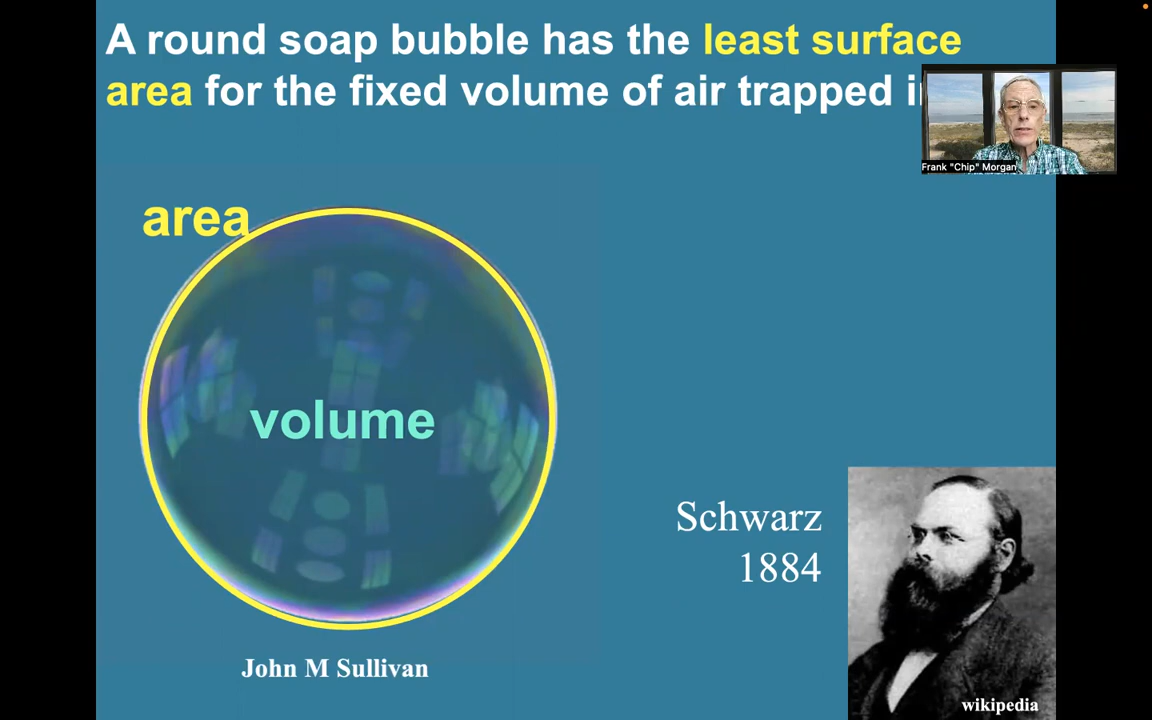 A round soap bubble has the least surface
area for the fixed volume of air trapped
Frank "Chip" Morgan
area
volume
Schwarz
1884
John M Sullivan
wikipedia